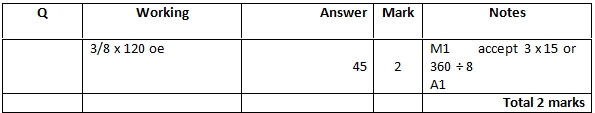 Q Working Answer Mark Notes
3/8 x 120 oe 45 2 M1 accept 3 x 15 or
360 ÷ 8
A1
Total 2 marks